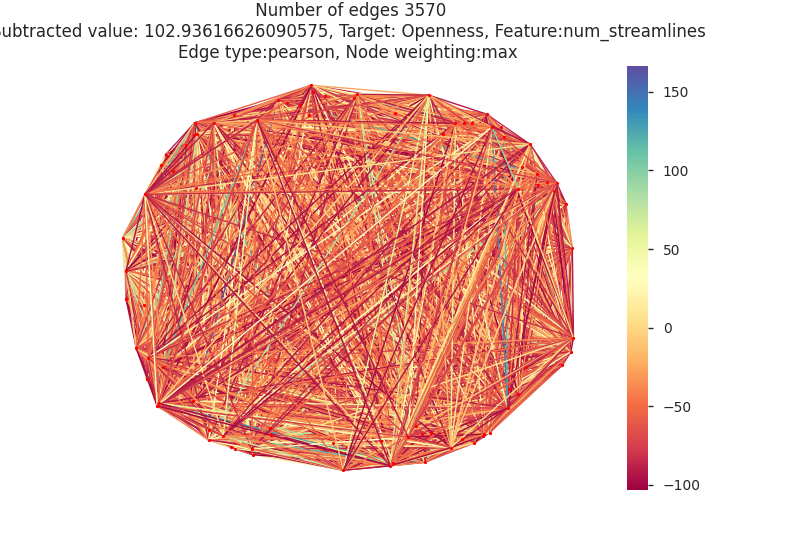 Number of edges 3570
ubtracted value: 102.93616626090575, Target: Openness, Feature:num_streamlines
Edge type:pearson, Node weighting:max
150
100
50
0
−50
−100